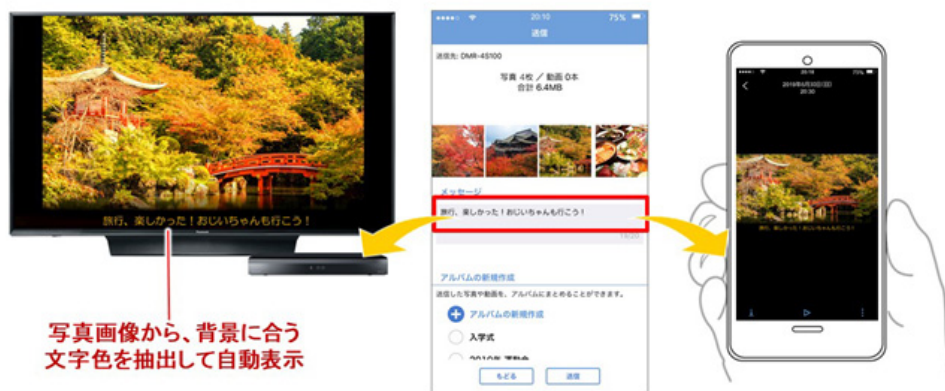 旅行、楽しかった！おじいちゃんも行こう！
Panasonic
写真画像から、背景に合う
文字色を抽出して自動表示
20:10
75%
送信
送信先: DMR-4S100
写真 4枚 ／ 動画 0本
合計 6.4MB
メッセージ
旅行、楽しかった！おじいちゃんも行こう！
19/20
アルバムの新規作成
送信した写真や動画を、アルバムにまとめることができます。
アルバムの新規作成
入学式
もどる
送信
75%
20:30
旅行、楽しかった！おじいちゃんも行こう！